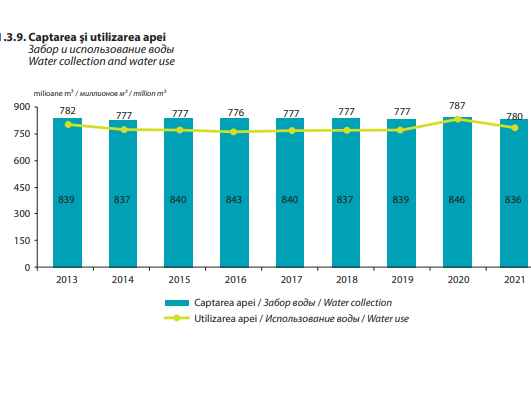 1.3.9. Captarea şi utilizarea apei
Забор и использование воды
Water collection and water use
milioane m³ / миллионов м³ / million m³
900
750
600
450
300
150
0
782 777 777 776 777 777 777 787 780
839 837 840 843 840 837 839 846 836
2013 2014 2015 2016 2017 2018 2019 2020 2021
Captarea apei / Забор воды / Water collection
Utilizarea apei / Использование воды / Water use